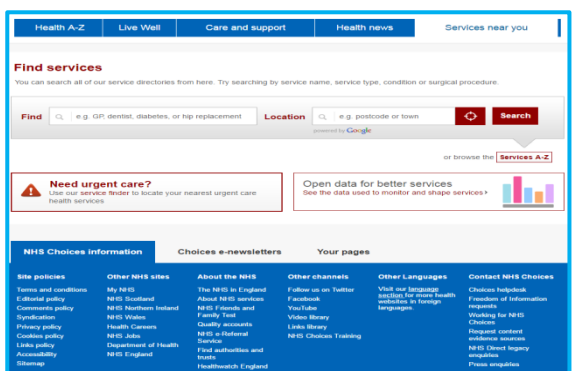 Health A-Z Live Well Care and support Health news Services near you
Find services
You can search all of our service directories from here. Try searching by service name, service type, condition or surgical procedure.
Find e.g. GP, dentist, diabetes, or hip replacement Location e.g. postcode or town Search
powered by Google
or browse the Services A-Z
Need urgent care?
Use our service finder to locate your nearest urgent care
health services
Open data for better services
See the data used to monitor and shape services
NHS Choices information Choices e-newsletters Your pages
Site policies
Terms and conditions
Editorial policy
Comments policy
Syndication
Privacy policy
Cookies policy
Links policy
Accessibility
Sitemap
Other NHS sites
My NHS
NHS Scotland
NHS Northern Ireland
NHS Wales
Health Careers
NHS Jobs
Department of Health
NHS England
About the NHS
The NHS in England
About NHS services
NHS Friends and
Family Test
Quality accounts
NHS e-Referral
Service
Find authorities and
trusts
Healthwatch England
Other channels
Follow us on Twitter
Facebook
YouTube
Video library
Links library
NHS Choices Training
Other Languages
Visit our language
section for more health
websites in foreign
languages.
Contact NHS Choices
Choices helpdesk
Freedom of Information
requests
Working for NHS
Choices
Request content
evidence sources
NHS Direct legacy
enquiries
Press enquiries